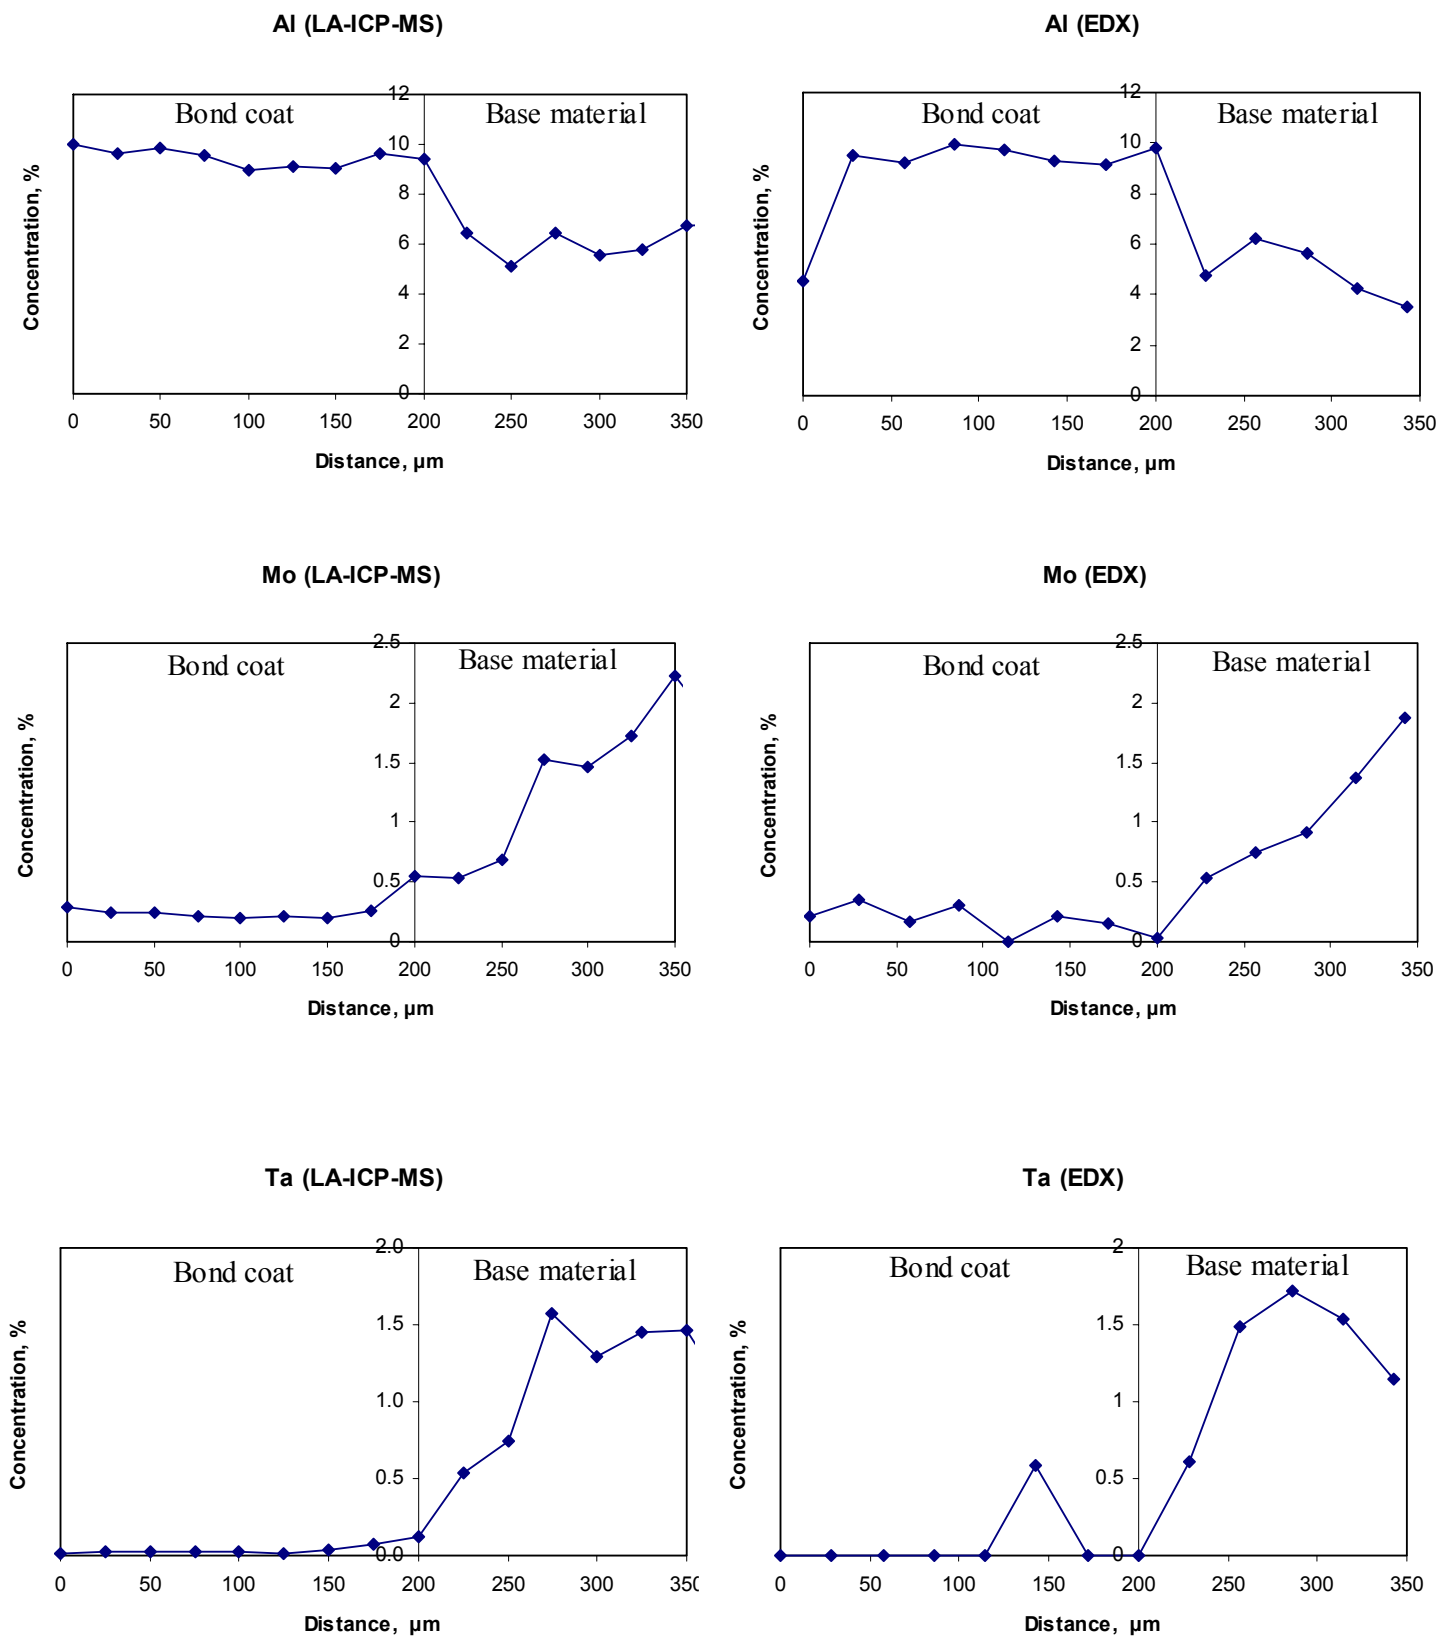 Al (LA-ICP-MS)
Al (EDX)
Concentration, %
Bond coat
Base material
12
10
8
6
4
2
0
0 50 100 150 200 250 300 350
Distance, µm
Concentration, %
Bond coat
Base material
12
10
8
6
4
2
0
0 50 100 150 200 250 300 350
Distance, µm
Mo (LA-ICP-MS)
Mo (EDX)
Concentration, %
Bond coat
Base material
2.5
2
1.5
1
0.5
0
0 50 100 150 200 250 300 350
Distance, µm
Concentration, %
Bond coat
Base material
2.5
2
1.5
1
0.5
0
0 50 100 150 200 250 300 350
Distance, µm
Ta (LA-ICP-MS)
Ta (EDX)
Concentration, %
Bond coat
Base material
2.0
1.5
1.0
0.5
0.0
0 50 100 150 200 250 300 350
Distance, µm
Concentration, %
Bond coat
Base material
2
1.5
1
0.5
0
0 50 100 150 200 250 300 350
Distance, µm